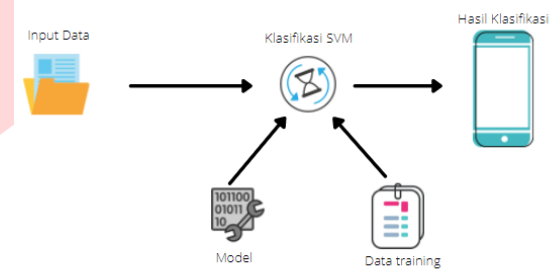 Hasil Klasifikasi
Input Data
Klasifikasi SVM
101100
01011
10
Model
Data training